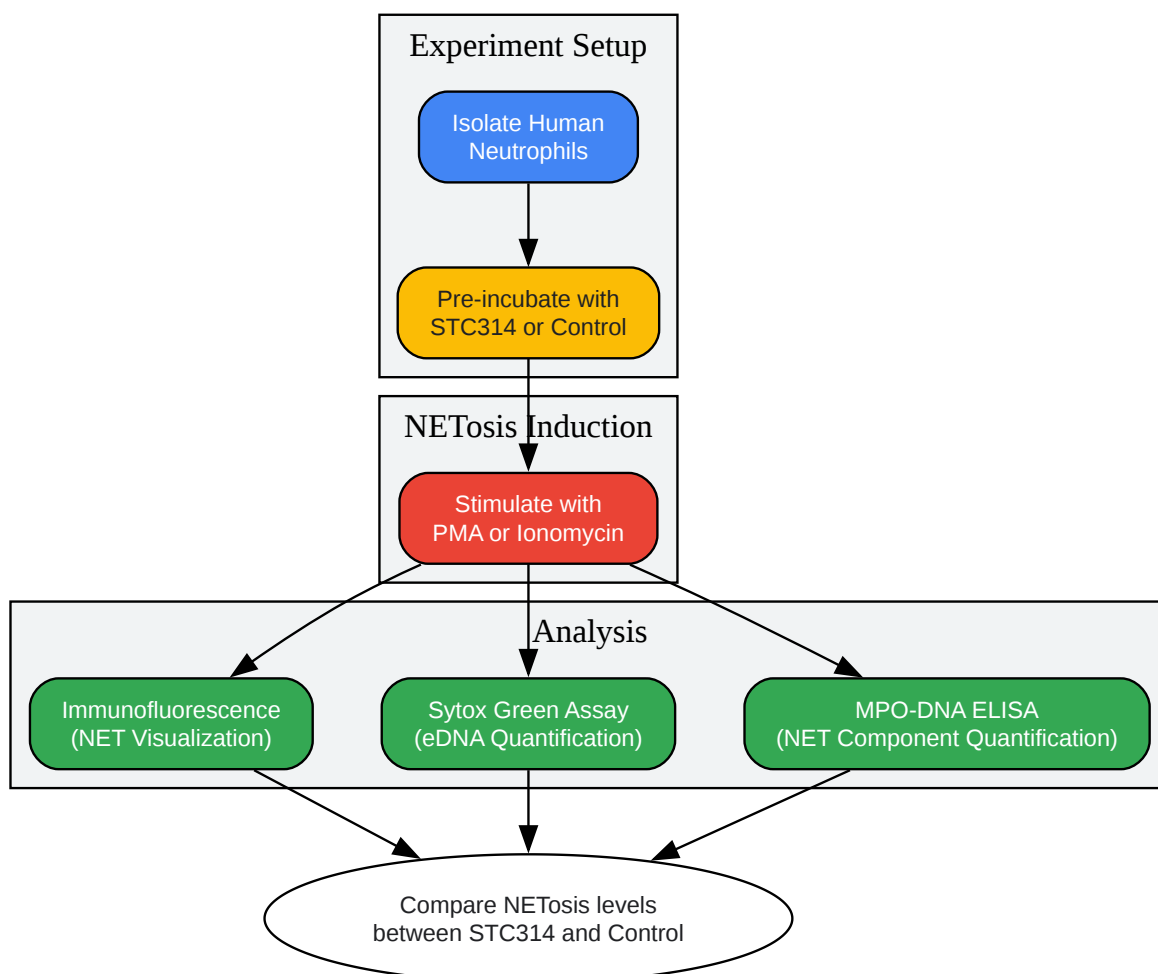 Experiment Setup
Isolate Human
Neutrophils
Pre-incubate with
STC314 or Control
NETosis Induction
Stimulate with
PMA or Ionomycin
Analysis
Immunofluorescence
(NET Visualization)
Sytox Green Assay
(eDNA Quantification)
MPO-DNA ELISA
(NET Component Quantification)
Compare NETosis levels
between STC314 and Control